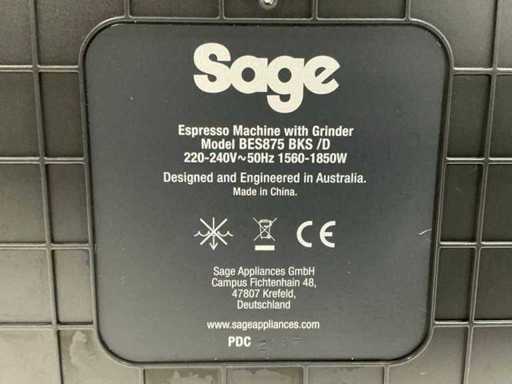 Sage
Espresso Machine with Grinder
Model BES875 BKS /D
220-240V~50Hz 1560-1850W
Designed and Engineered in Australia.
Made in China.
CE
Sage Appliances GmbH
Campus Fichtenhain 48,
47807 Krefeld,
Deutschland
www.sageappliances.com
PDC